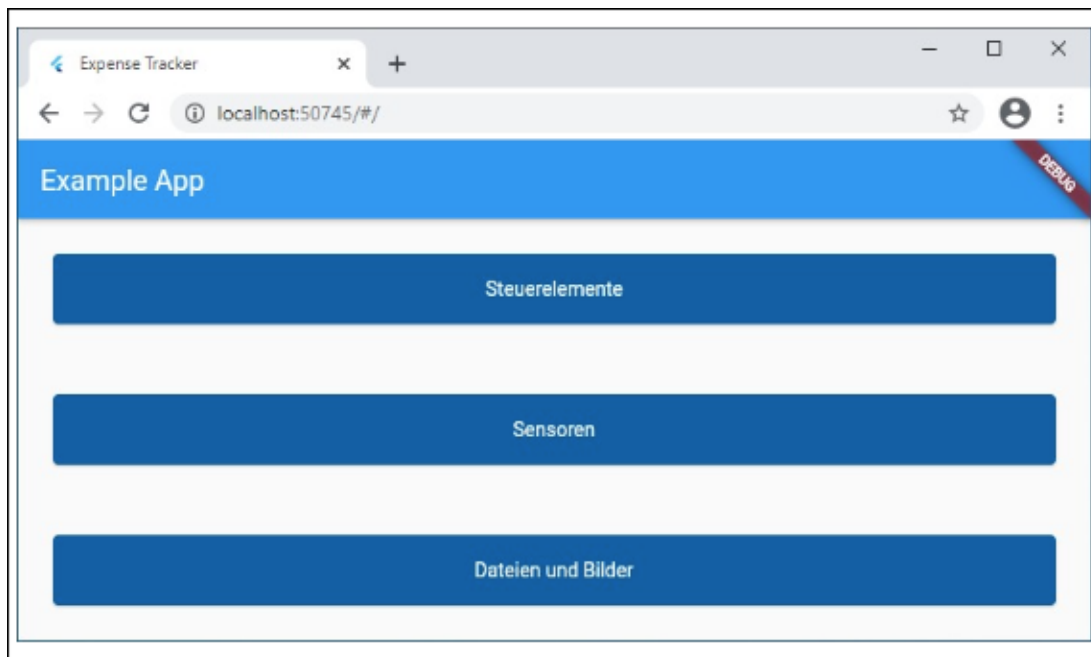 Expense Tracker
localhost:50745/#/
Example App
DEBUG
Steuerelemente
Sensoren
Dateien und Bilder